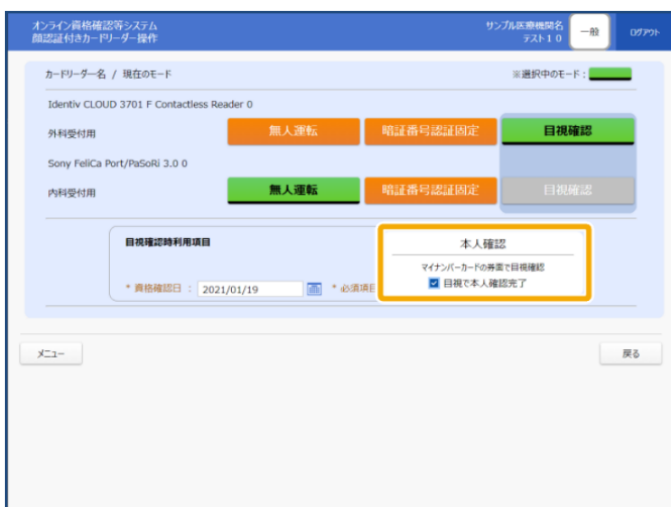 オンライン資格確認等システム
顔認証付きカードリーダー操作
サンプル医療機関名
テスト10
一般
ログアウト
カードリーダー名 / 現在のモード
※選択中のモード：
Identiv CLOUD 3701 F Contactless Reader 0
外科受付用
無人運転
暗証番号認証固定
目視確認
Sony FeliCa Port/PaSoRi 3.0 0
内科受付用
無人運転
暗証番号認証固定
目視確認
目視確認時利用項目
* 資格確認日 ： 2021/01/19
* 必須項目
本人確認
マイナンバーカードの券面で目視確認
目視で本人確認完了
メニュー
戻る